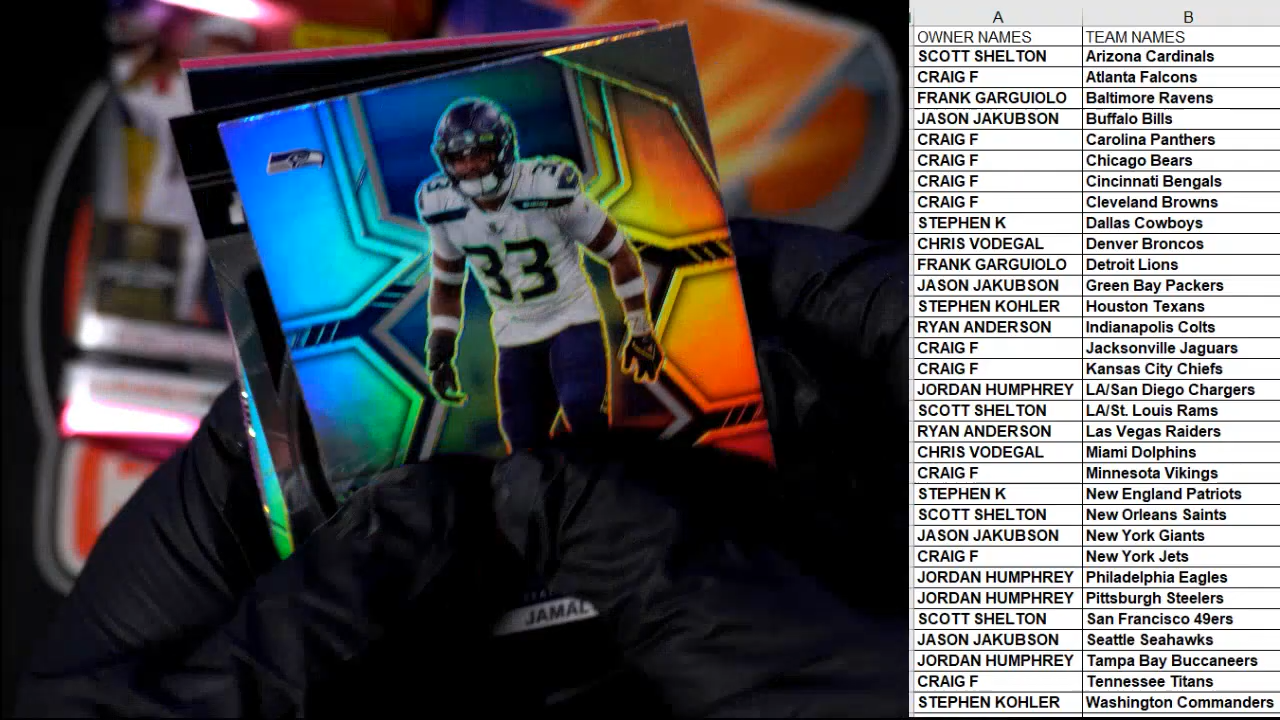 A B
OWNER NAMES TEAM NAMES
SCOTT SHELTON Arizona Cardinals
CRAIG F Atlanta Falcons
FRANK GARGUIOLO Baltimore Ravens
JASON JAKUBSON Buffalo Bills
CRAIG F Carolina Panthers
CRAIG F Chicago Bears
CRAIG F Cincinnati Bengals
CRAIG F Cleveland Browns
STEPHEN K Dallas Cowboys
CHRIS VODEGAL Denver Broncos
FRANK GARGUIOLO Detroit Lions
JASON JAKUBSON Green Bay Packers
STEPHEN KOHLER Houston Texans
RYAN ANDERSON Indianapolis Colts
CRAIG F Jacksonville Jaguars
CRAIG F Kansas City Chiefs
JORDAN HUMPHREY LA/San Diego Chargers
SCOTT SHELTON LA/St. Louis Rams
RYAN ANDERSON Las Vegas Raiders
CHRIS VODEGAL Miami Dolphins
CRAIG F Minnesota Vikings
STEPHEN K New England Patriots
SCOTT SHELTON New Orleans Saints
JASON JAKUBSON New York Giants
CRAIG F New York Jets
JORDAN HUMPHREY Philadelphia Eagles
JORDAN HUMPHREY Pittsburgh Steelers
SCOTT SHELTON San Francisco 49ers
JASON JAKUBSON Seattle Seahawks
JORDAN HUMPHREY Tampa Bay Buccaneers
CRAIG F Tennessee Titans
STEPHEN KOHLER Washington Commanders
33
33
33
JAMAL